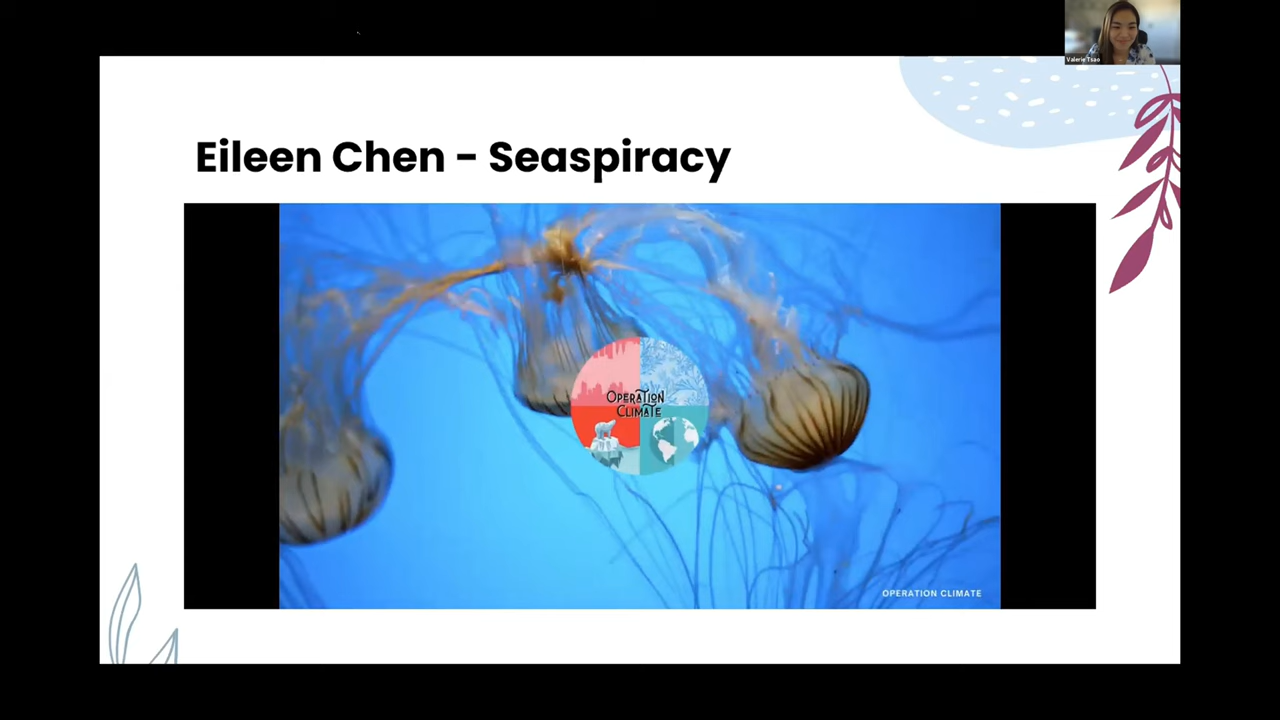 Valerie Tsao
Eileen Chen - Seaspiracy
OPERATION
CLIMATE
OPERATION CLIMATE